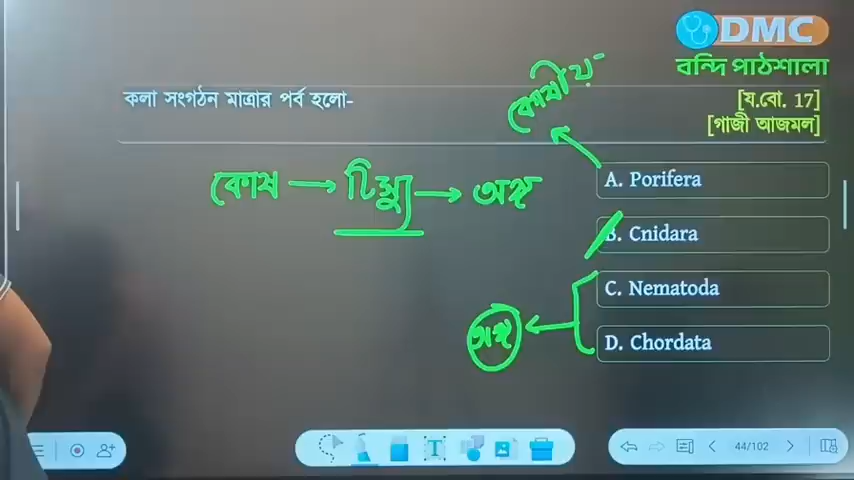 DMC
বন্দি পাঠশালা
কলা সংগঠন মাত্রার পর্ব হলো-
[য.বো. 17]
[গাজী আজমল]
কোষীয়
কোষ → টিস্যু → অঙ্গ
A. Porifera
B. Cnidara
C. Nematoda
অঙ্গ
D. Chordata
T
44/102